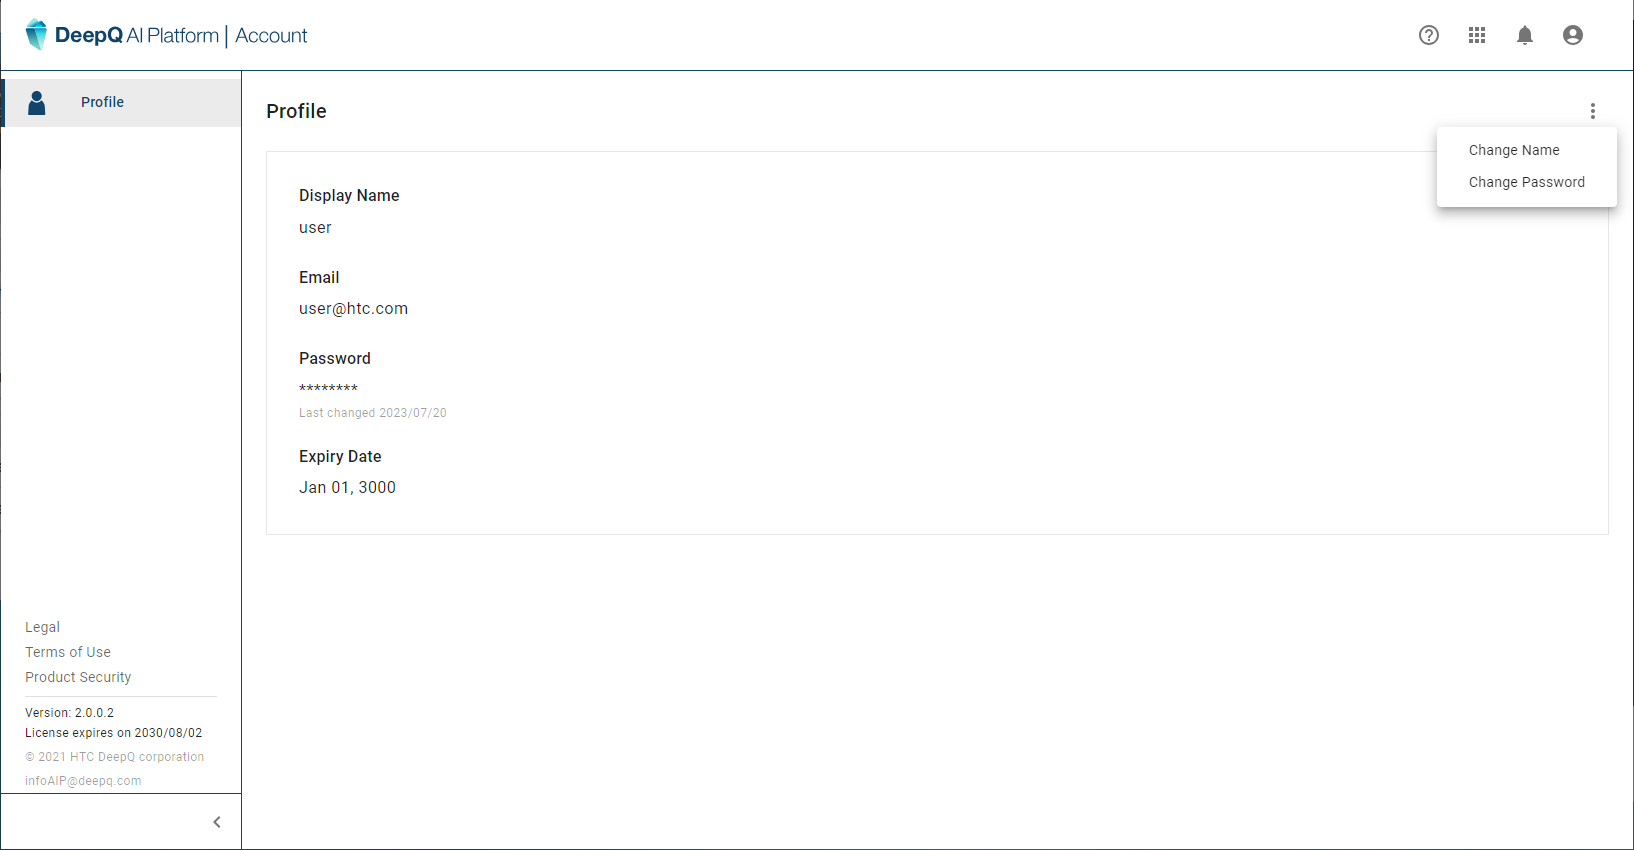 DeepQ AI Platform | Account
Profile
Profile
Change Name
Change Password
Display Name
user
Email
user@htc.com
Password
********
Last changed 2023/07/20
Expiry Date
Jan 01, 3000
Legal
Terms of Use
Product Security
Version: 2.0.0.2
License expires on 2030/08/02
© 2021 HTC DeepQ corporation
infoAIP@deepq.com